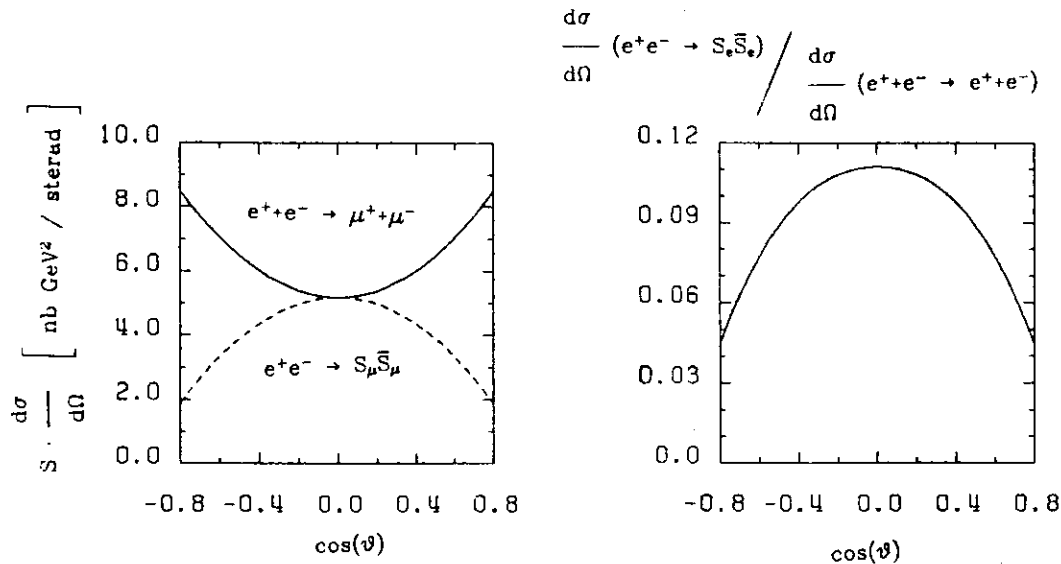 dσ
dΩ
(e⁺e⁻ → SₑS̄ₑ)
dσ
dΩ
(e⁺+e⁻ → e⁺+e⁻)
S · dσ/dΩ [ nb GeV² / sterad ]
10.0
8.0
6.0
4.0
2.0
0.0
e⁺+e⁻ → μ⁺+μ⁻
e⁺e⁻ → S_μS̄_μ
-0.8 -0.4 0.0 0.4 0.8
cos(ϑ)
0.12
0.09
0.06
0.03
0.0
-0.8 -0.4 0.0 0.4 0.8
cos(ϑ)